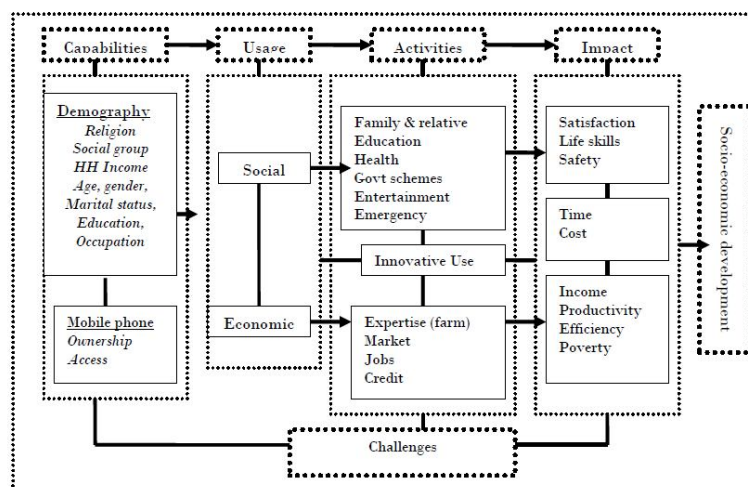 Capabilities
Usage
Activities
Impact
Demography
Religion
Social group
HH Income
Age, gender,
Marital status,
Education,
Occupation
Mobile phone
Ownership
Access
Social
Economic
Family & relative
Education
Health
Govt schemes
Entertainment
Emergency
Innovative Use
Expertise (farm)
Market
Jobs
Credit
Satisfaction
Life skills
Safety
Time
Cost
Income
Productivity
Efficiency
Poverty
Socio-economic development
Challenges